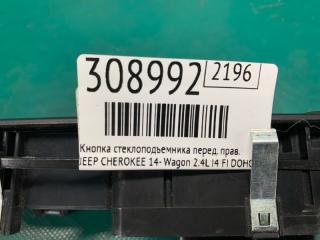 308992 2196
Кнопка стеклоподъемника перед. прав.
JEEP CHEROKEE 14- Wagon 2.4L I4 FI DOHC